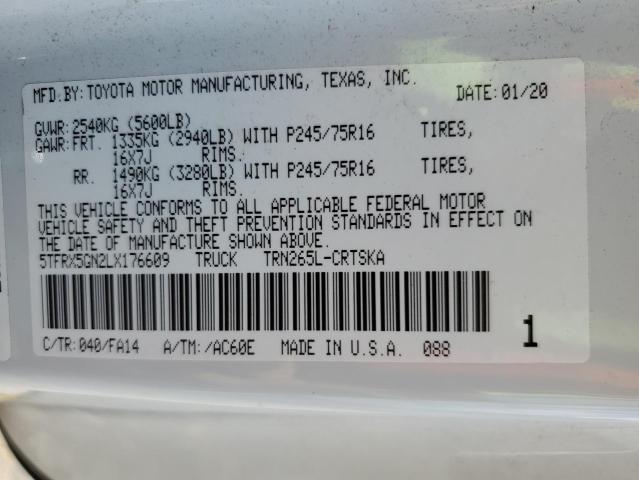 MFD.BY:TOYOTA MOTOR MANUFACTURING, TEXAS, INC.
DATE:01/20
GVWR:2540KG (5600LB)
GAWR:FRT. 1335KG (2940LB) WITH P245/75R16 TIRES,
16X7J RIMS.
RR. 1490KG (3280LB) WITH P245/75R16 TIRES,
16X7J RIMS.
THIS VEHICLE CONFORMS TO ALL APPLICABLE FEDERAL MOTOR
VEHICLE SAFETY AND THEFT PREVENTION STANDARDS IN EFFECT ON
THE DATE OF MANUFACTURE SHOWN ABOVE.
5TFRX5GN2LX176609 TRUCK TRN265L-CRTSKA
C/TR:040/FA14 A/TM:/AC60E MADE IN U.S.A. 088
1